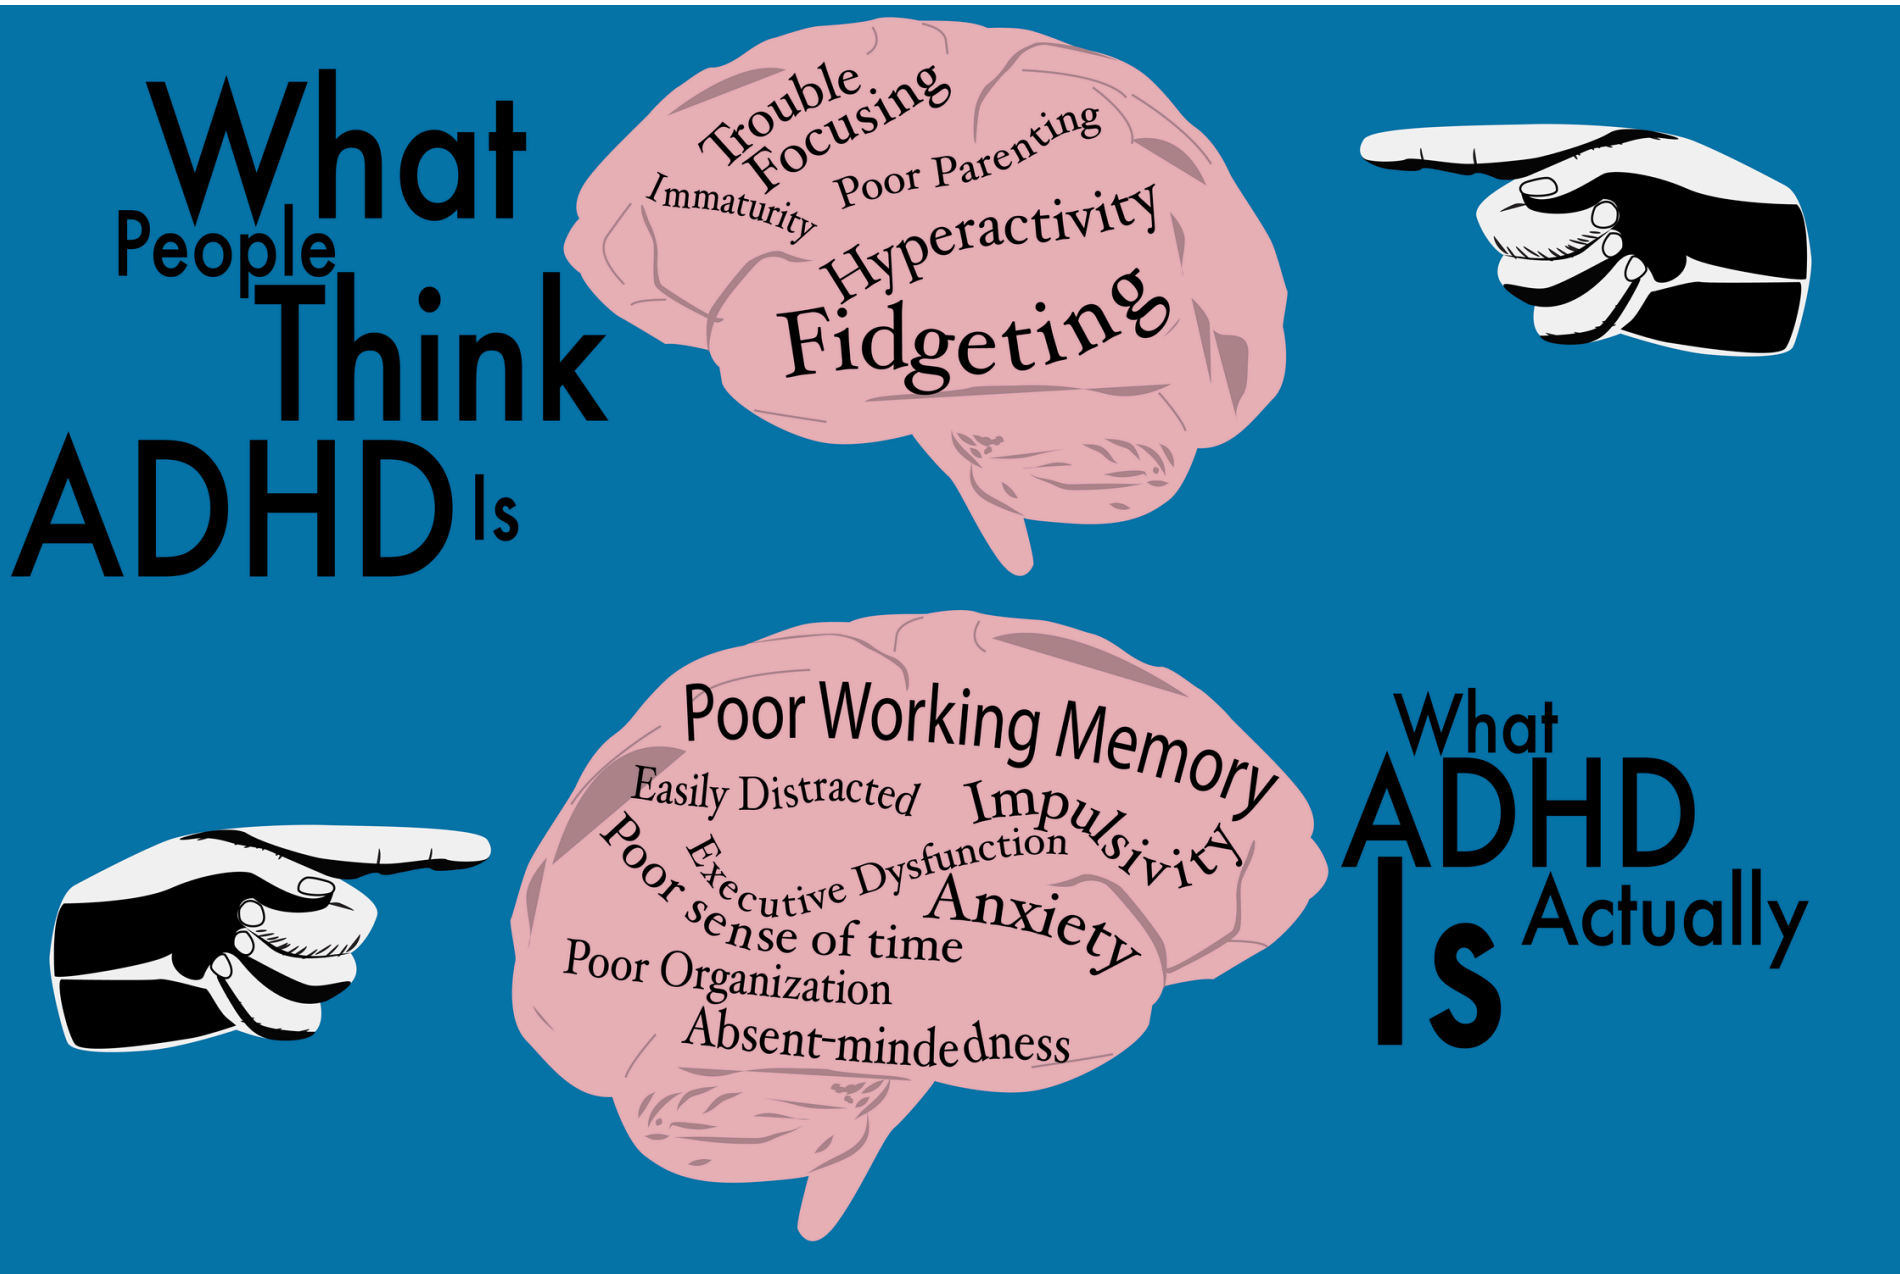 What
People
Think
ADHD Is
Trouble
Focusing
Immaturity
Poor Parenting
Hyperactivity
Fidgeting
Poor Working Memory
Easily Distracted
Impulsivity
Executive Dysfunction
Poor sense of time
Anxiety
Poor Organization
Absent-mindedness
What
ADHD
Is Actually